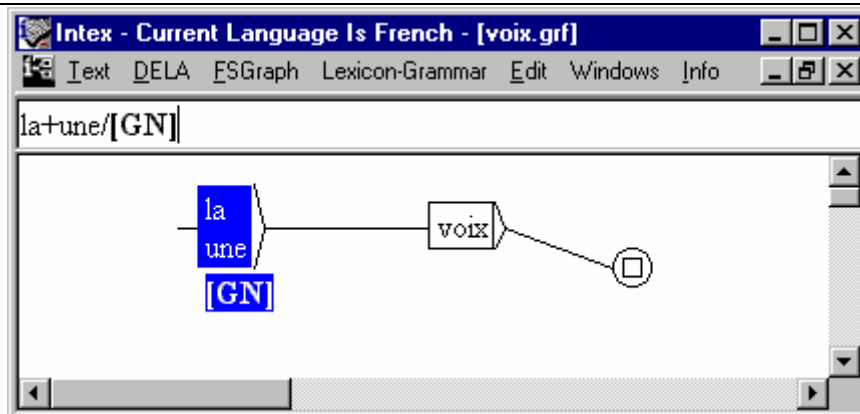 Intex - Current Language Is French - [voix.grf]
Text DELA FSGraph Lexicon-Grammar Edit Windows Info
la+une/[GN]
la
une
voix
[GN]